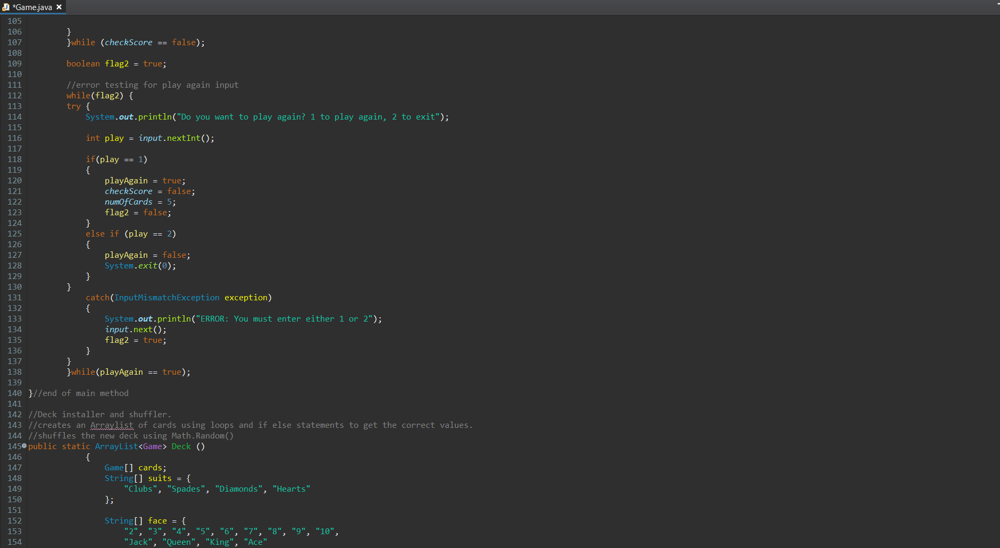 *Game.java
105
106         }
107         }while (checkScore == false);
108
109         boolean flag2 = true;
110
111         //error testing for play again input
112         while(flag2) {
113         try {
114             System.out.println("Do you want to play again? 1 to play again, 2 to exit");
115
116             int play = input.nextInt();
117
118             if(play == 1)
119             {
120                 playAgain = true;
121                 checkScore = false;
122                 numOfCards = 5;
123                 flag2 = false;
124             }
125             else if (play == 2)
126             {
127                 playAgain = false;
128                 System.exit(0);
129             }
130         }
131             catch(InputMismatchException exception)
132             {
133                 System.out.println("ERROR: You must enter either 1 or 2");
134                 input.next();
135                 flag2 = true;
136             }
137         }
138         }while(playAgain == true);
139
140 }//end of main method
141
142 //Deck installer and shuffler.
143 //creates an Arraylist of cards using loops and if else statements to get the correct values.
144 //shuffles the new deck using Math.Random()
145 public static ArrayList<Game> Deck ()
146             {
147                 Game[] cards;
148                 String[] suits = {
149                     "Clubs", "Spades", "Diamonds", "Hearts"
150                 };
151
152                 String[] face = {
153                     "2", "3", "4", "5", "6", "7", "8", "9", "10",
154                     "Jack", "Queen", "King", "Ace"